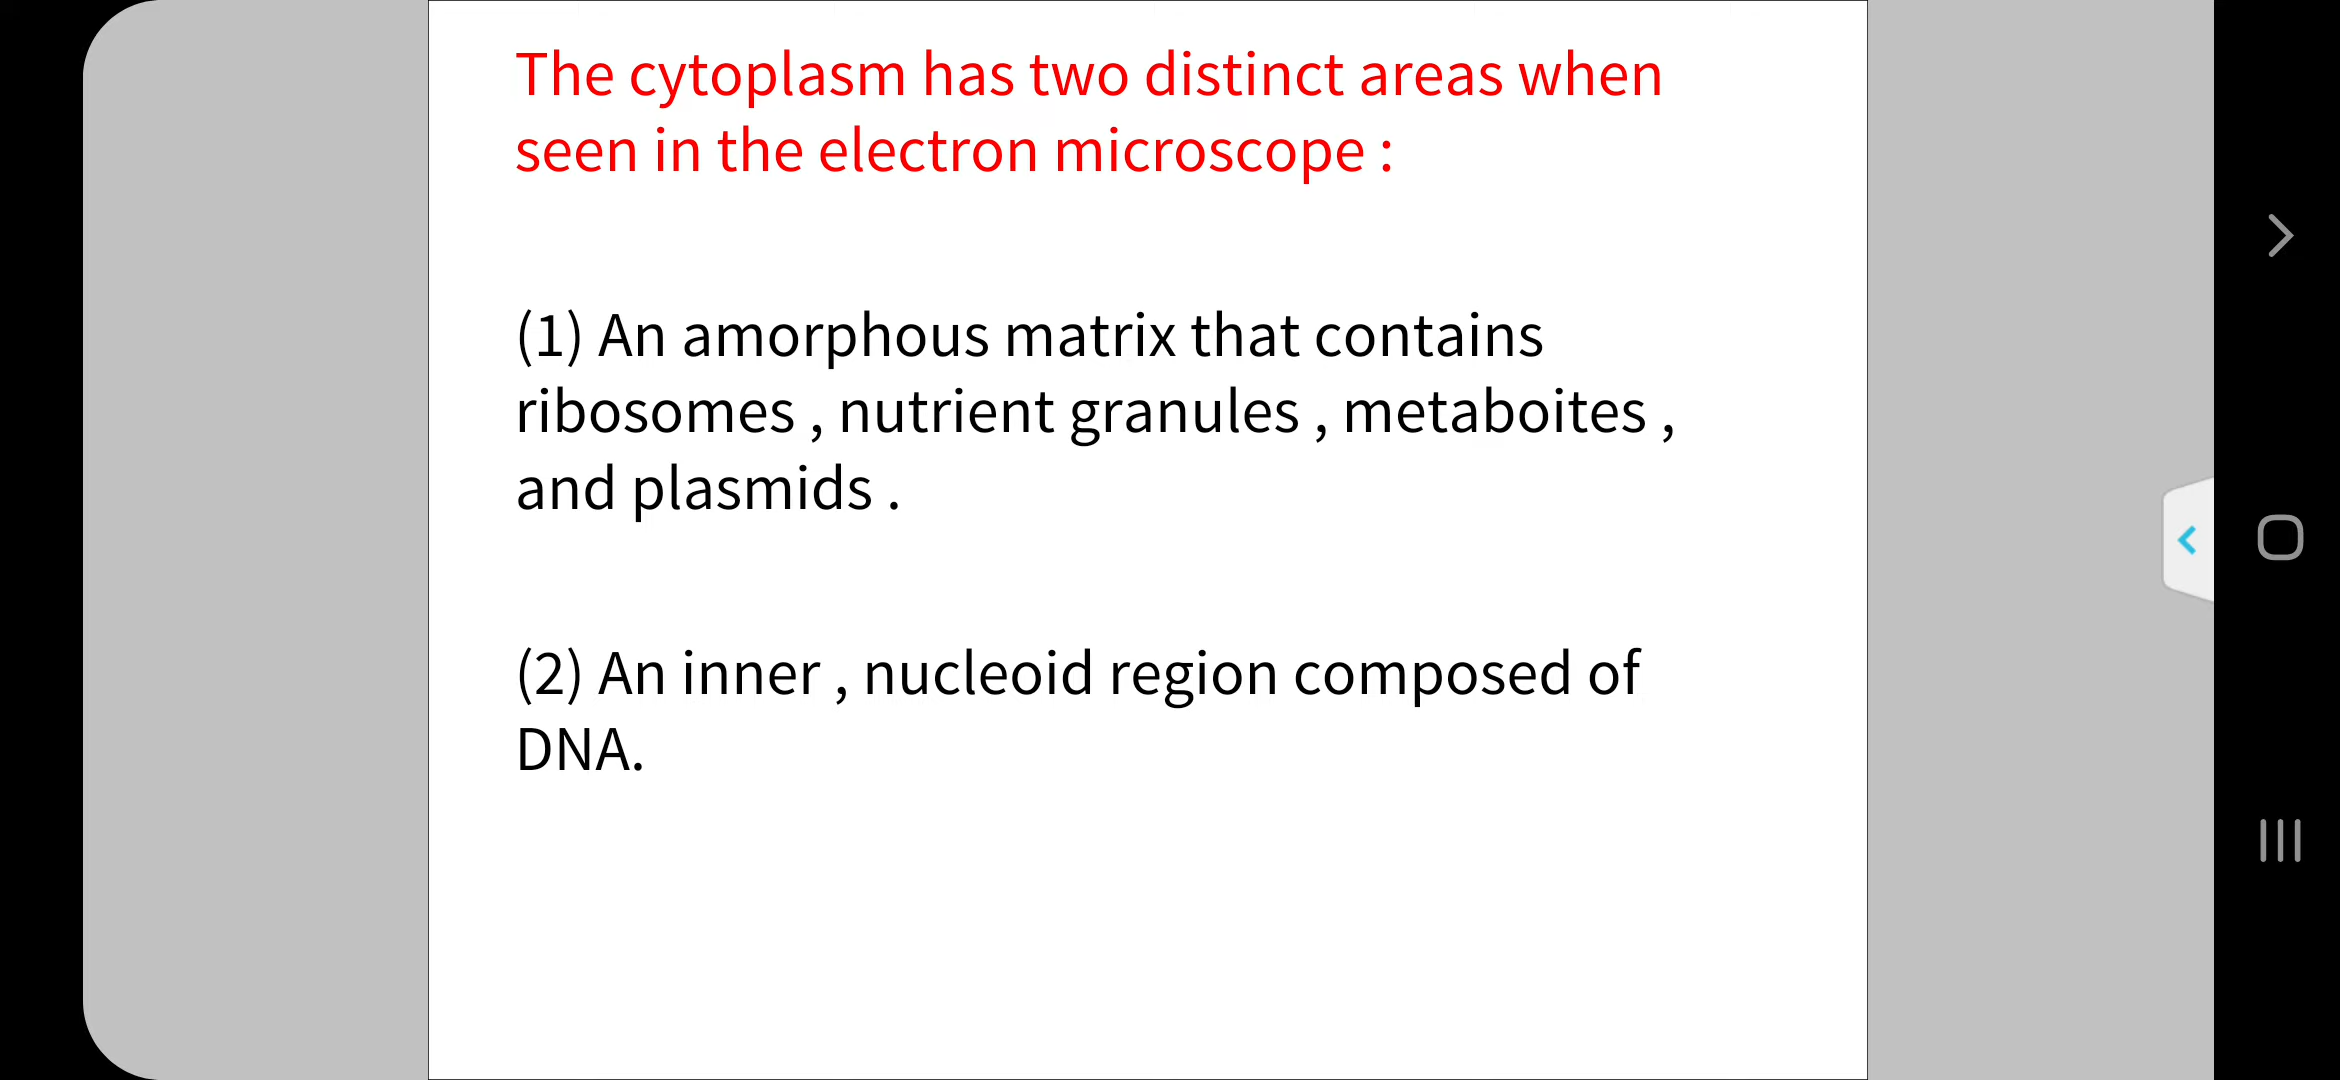 The cytoplasm has two distinct areas when
seen in the electron microscope :
(1) An amorphous matrix that contains
ribosomes , nutrient granules , metaboites ,
and plasmids .
(2) An inner , nucleoid region composed of
DNA.